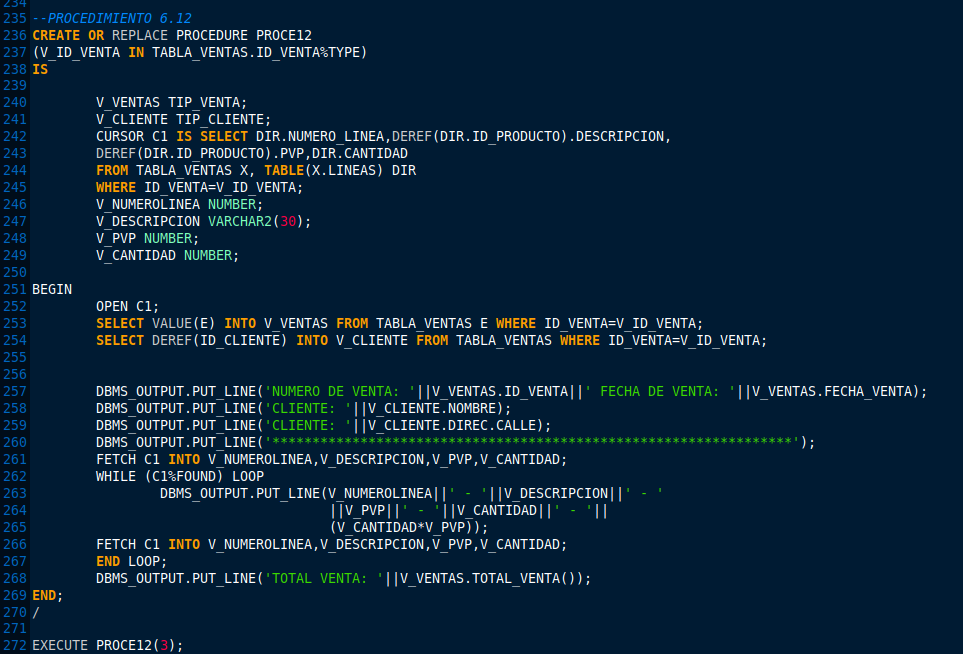 234
235 --PROCEDIMIENTO 6.12
236 CREATE OR REPLACE PROCEDURE PROCE12
237 (V_ID_VENTA IN TABLA_VENTAS.ID_VENTA%TYPE)
238 IS
239
240         V_VENTAS TIP_VENTA;
241         V_CLIENTE TIP_CLIENTE;
242         CURSOR C1 IS SELECT DIR.NUMERO_LINEA,DEREF(DIR.ID_PRODUCTO).DESCRIPCION,
243         DEREF(DIR.ID_PRODUCTO).PVP,DIR.CANTIDAD
244         FROM TABLA_VENTAS X, TABLE(X.LINEAS) DIR
245         WHERE ID_VENTA=V_ID_VENTA;
246         V_NUMEROLINEA NUMBER;
247         V_DESCRIPCION VARCHAR2(30);
248         V_PVP NUMBER;
249         V_CANTIDAD NUMBER;
250
251 BEGIN
252         OPEN C1;
253         SELECT VALUE(E) INTO V_VENTAS FROM TABLA_VENTAS E WHERE ID_VENTA=V_ID_VENTA;
254         SELECT DEREF(ID_CLIENTE) INTO V_CLIENTE FROM TABLA_VENTAS WHERE ID_VENTA=V_ID_VENTA;
255
256
257         DBMS_OUTPUT.PUT_LINE('NUMERO DE VENTA: '||V_VENTAS.ID_VENTA||' FECHA DE VENTA: '||V_VENTAS.FECHA_VENTA);
258         DBMS_OUTPUT.PUT_LINE('CLIENTE: '||V_CLIENTE.NOMBRE);
259         DBMS_OUTPUT.PUT_LINE('CLIENTE: '||V_CLIENTE.DIREC.CALLE);
260         DBMS_OUTPUT.PUT_LINE('*****************************************************************');
261         FETCH C1 INTO V_NUMEROLINEA,V_DESCRIPCION,V_PVP,V_CANTIDAD;
262         WHILE (C1%FOUND) LOOP
263                 DBMS_OUTPUT.PUT_LINE(V_NUMEROLINEA||' - '||V_DESCRIPCION||' - '
264                                      ||V_PVP||' - '||V_CANTIDAD||' - '||
265                                      (V_CANTIDAD*V_PVP));
266         FETCH C1 INTO V_NUMEROLINEA,V_DESCRIPCION,V_PVP,V_CANTIDAD;
267         END LOOP;
268         DBMS_OUTPUT.PUT_LINE('TOTAL VENTA: '||V_VENTAS.TOTAL_VENTA());
269 END;
270 /
271
272 EXECUTE PROCE12(3);